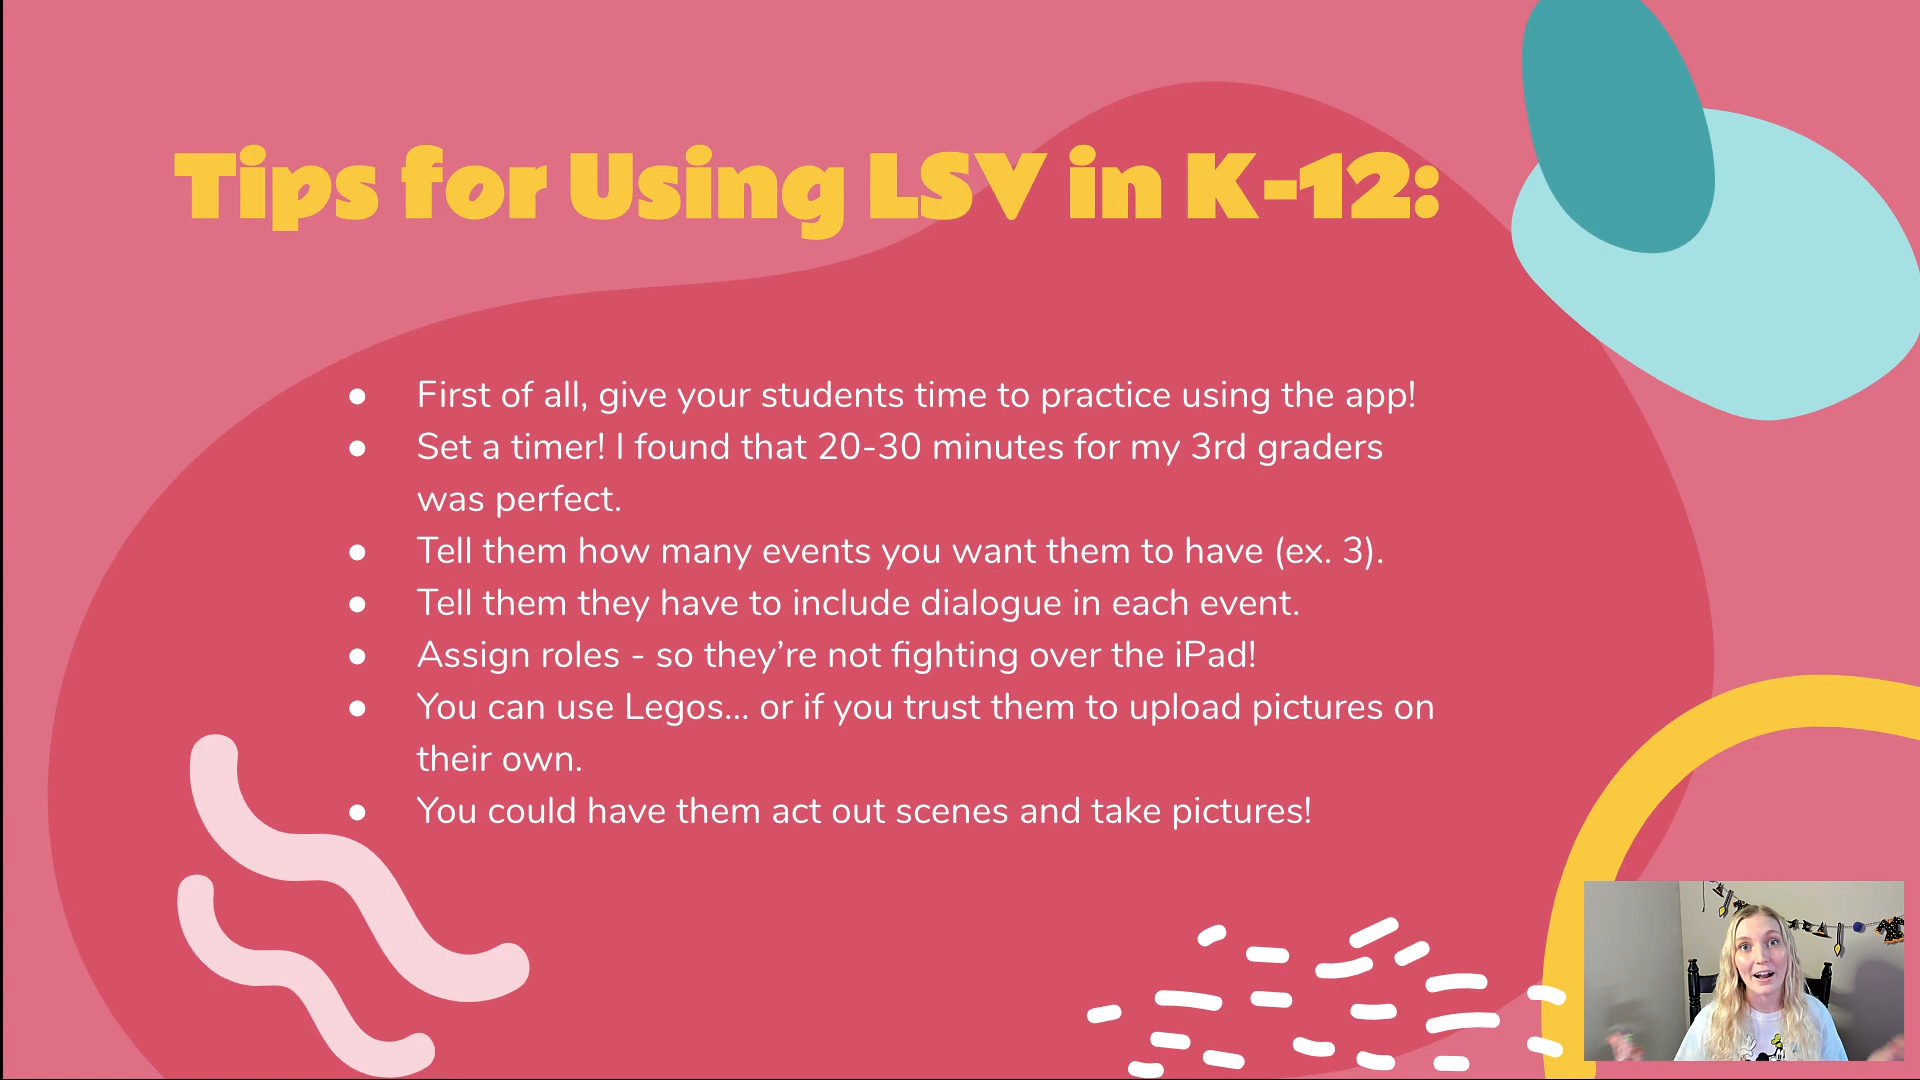 Tips for Using LSV in K-12:
● First of all, give your students time to practice using the app!
● Set a timer! I found that 20-30 minutes for my 3rd graders
was perfect.
● Tell them how many events you want them to have (ex. 3).
● Tell them they have to include dialogue in each event.
● Assign roles - so they’re not fighting over the iPad!
● You can use Legos... or if you trust them to upload pictures on
their own.
● You could have them act out scenes and take pictures!